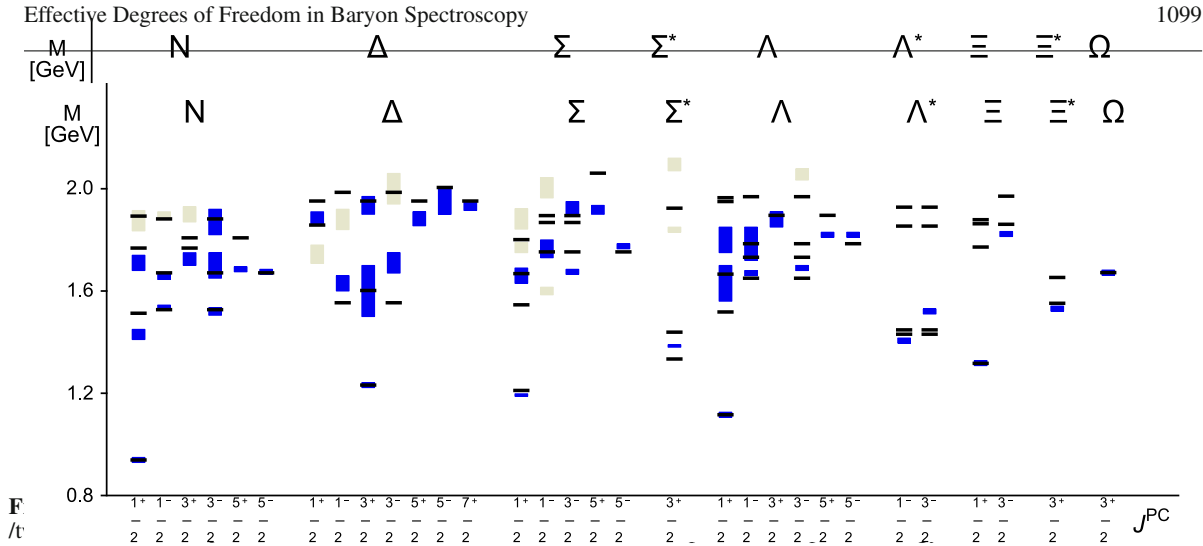 Effective Degrees of Freedom in Baryon Spectroscopy 1099
M N Δ Σ Σ* Λ Λ* Ξ Ξ* Ω
[GeV]
M N Δ Σ Σ* Λ Λ* Ξ Ξ* Ω
[GeV]
2.0
1.6
1.2
0.8
1⁺ 1⁻ 3⁺ 3⁻ 5⁺ 5⁻ 1⁺ 1⁻ 3⁺ 3⁻ 5⁺ 5⁻ 7⁺ 1⁺ 1⁻ 3⁻ 5⁺ 5⁻ 3⁺ 1⁺ 1⁻ 3⁺ 3⁻ 5⁺ 5⁻ 1⁻ 3⁻ 1⁺ 3⁻ 3⁺ 3⁺
2 2 2 2 2 2 2 2 2 2 2 2 2 2 2 2 2 2 2 2 2 2 2 2 2 2 2 2 2 2 2
J^PC